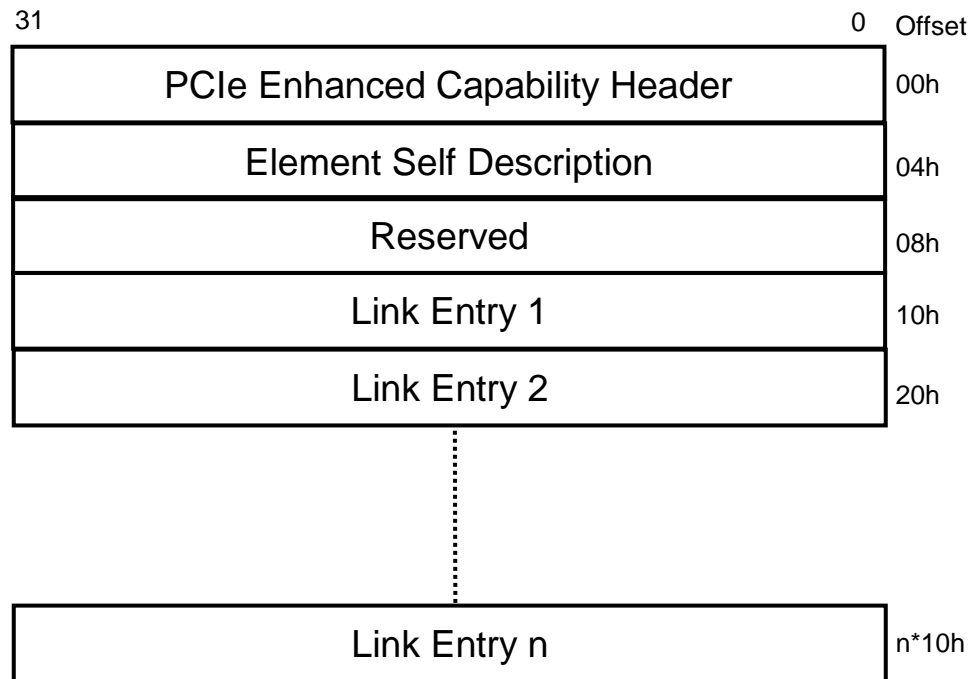 31 0 Offset
PCIe Enhanced Capability Header 00h
Element Self Description 04h
Reserved 08h
Link Entry 1 10h
Link Entry 2 20h
Link Entry n n*10h